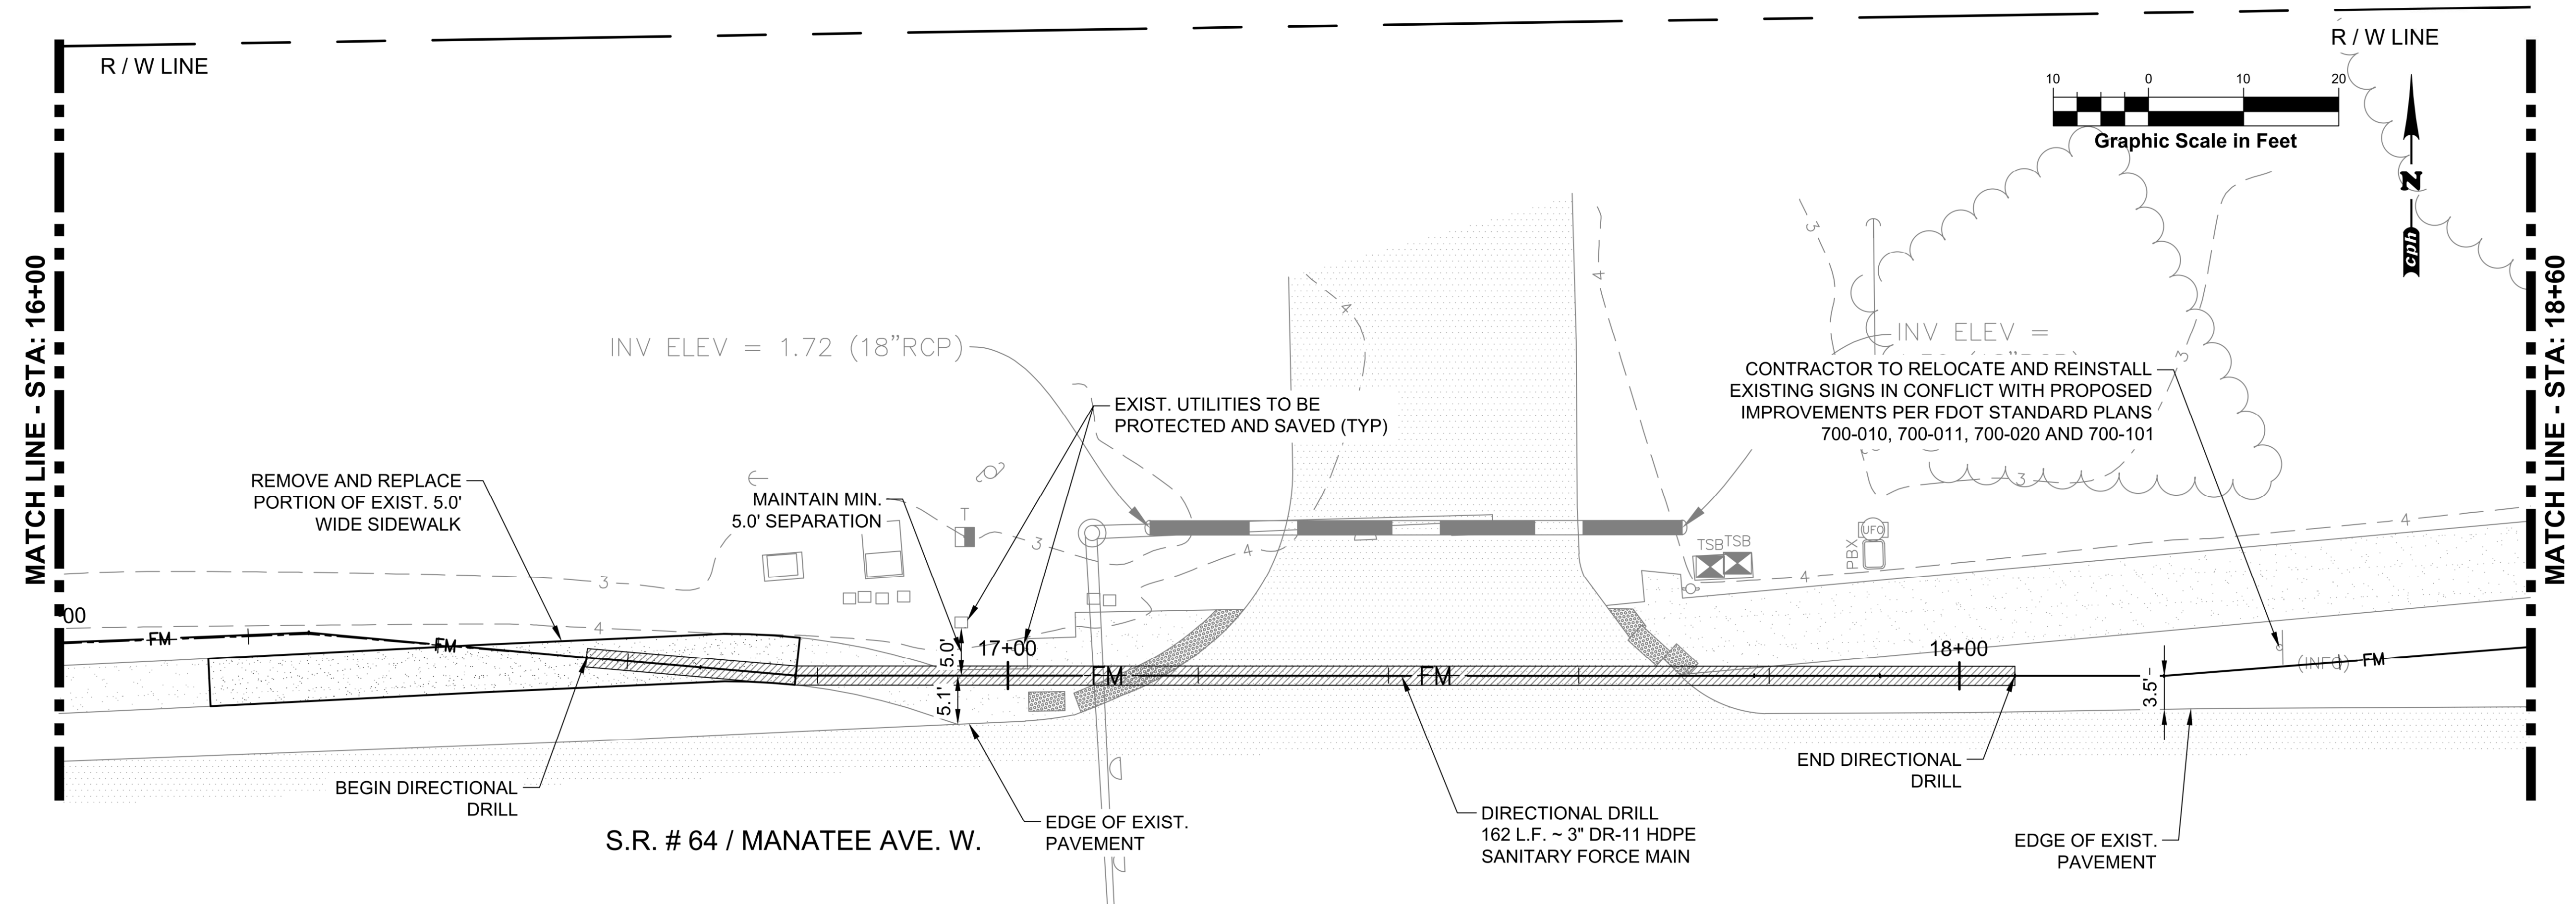 R / W LINE
R / W LINE
10 0 10 20
Graphic Scale in Feet
N
cph
MATCH LINE - STA: 16+00
MATCH LINE - STA: 18+60
INV ELEV = 1.72 (18"RCP)
INV ELEV =
CONTRACTOR TO RELOCATE AND REINSTALL
EXISTING SIGNS IN CONFLICT WITH PROPOSED
IMPROVEMENTS PER FDOT STANDARD PLANS
700-010, 700-011, 700-020 AND 700-101
EXIST. UTILITIES TO BE
PROTECTED AND SAVED (TYP)
REMOVE AND REPLACE
PORTION OF EXIST. 5.0'
WIDE SIDEWALK
MAINTAIN MIN.
5.0' SEPARATION
T
TSB
TSB
PBX
UFO
3
3
3
3
3
4
4
4
4
4
4
00
FM
FM
5.0'
5.1'
17+00
FM
FM
18+00
3.5'
(INFO)
FM
BEGIN DIRECTIONAL
DRILL
S.R. # 64 / MANATEE AVE. W.
EDGE OF EXIST.
PAVEMENT
DIRECTIONAL DRILL
162 L.F. ~ 3" DR-11 HDPE
SANITARY FORCE MAIN
END DIRECTIONAL
DRILL
EDGE OF EXIST.
PAVEMENT